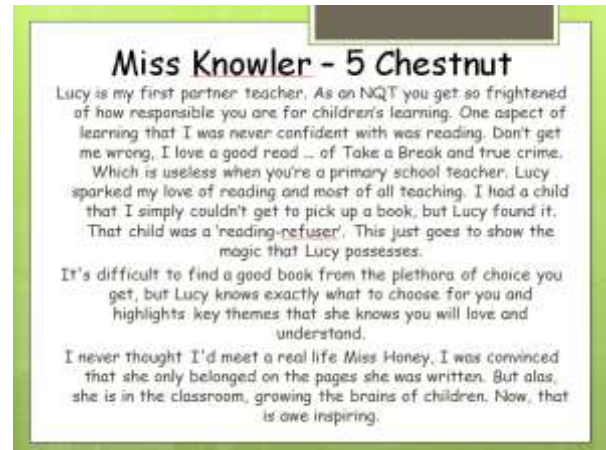 Miss Knowler – 5 Chestnut
Lucy is my first partner teacher. As an NQT you get so frightened
of how responsible you are for children's learning. One aspect of
learning that I was never confident with was reading. Don't get
me wrong, I love a good read … of Take a Break and true crime.
Which is useless when you're a primary school teacher. Lucy
sparked my love of reading and most of all teaching. I had a child
that I simply couldn't get to pick up a book, but Lucy found it.
That child was a 'reading-refuser'. This just goes to show the
magic that Lucy possesses.
It's difficult to find a good book from the plethora of choice you
get, but Lucy knows exactly what to choose for you and
highlights key themes that she knows you will love and
understand.
I never thought I'd meet a real life Miss Honey, I was convinced
that she only belonged on the pages she was written. But alas,
she is in the classroom, growing the brains of children. Now, that
is awe inspiring.